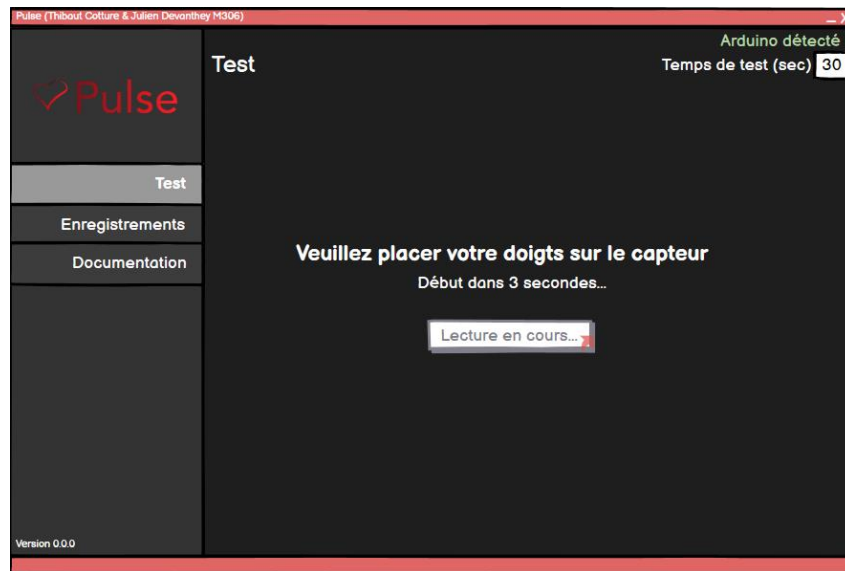 Pulse (Thibaut Cotture & Julien Devanthey M306)
Arduino détecté
Test
Temps de test (sec) 30
Pulse
Test
Enregistrements
Documentation
Veuillez placer votre doigts sur le capteur
Début dans 3 secondes...
Lecture en cours...
Version 0.0.0